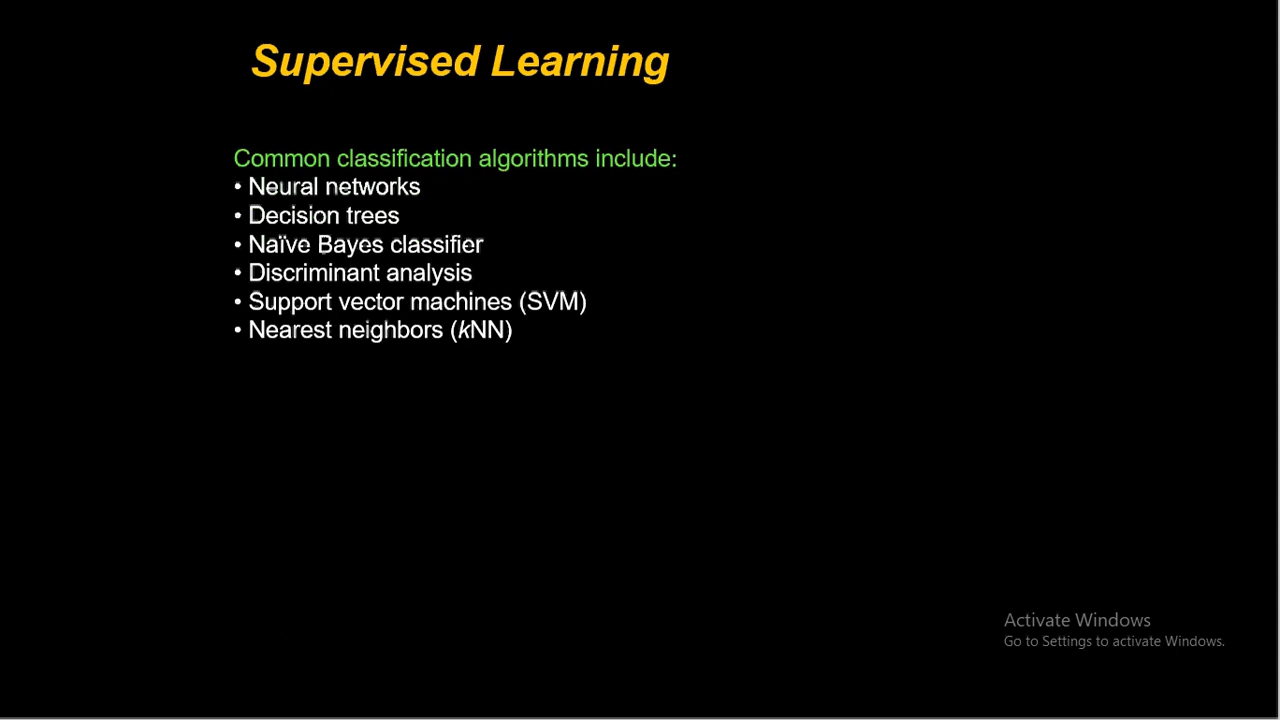 Supervised Learning
Common classification algorithms include:
• Neural networks
• Decision trees
• Naïve Bayes classifier
• Discriminant analysis
• Support vector machines (SVM)
• Nearest neighbors (kNN)
Activate Windows
Go to Settings to activate Windows.